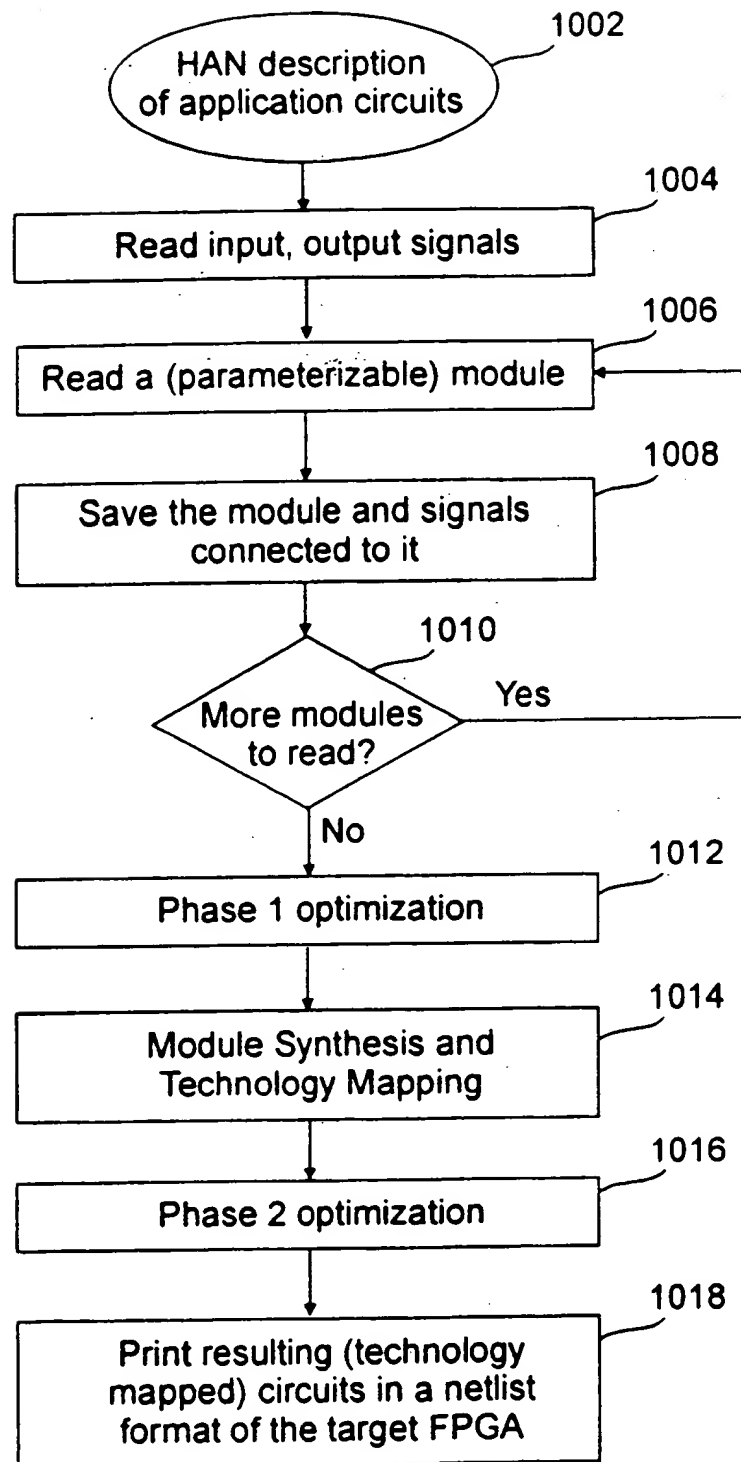 1002
HAN description
of application circuits
1004
Read input, output signals
1006
Read a (parameterizable) module
1008
Save the module and signals
connected to it
1010
More modules
to read?
Yes
No
1012
Phase 1 optimization
1014
Module Synthesis and
Technology Mapping
1016
Phase 2 optimization
1018
Print resulting (technology
mapped) circuits in a netlist
format of the target FPGA